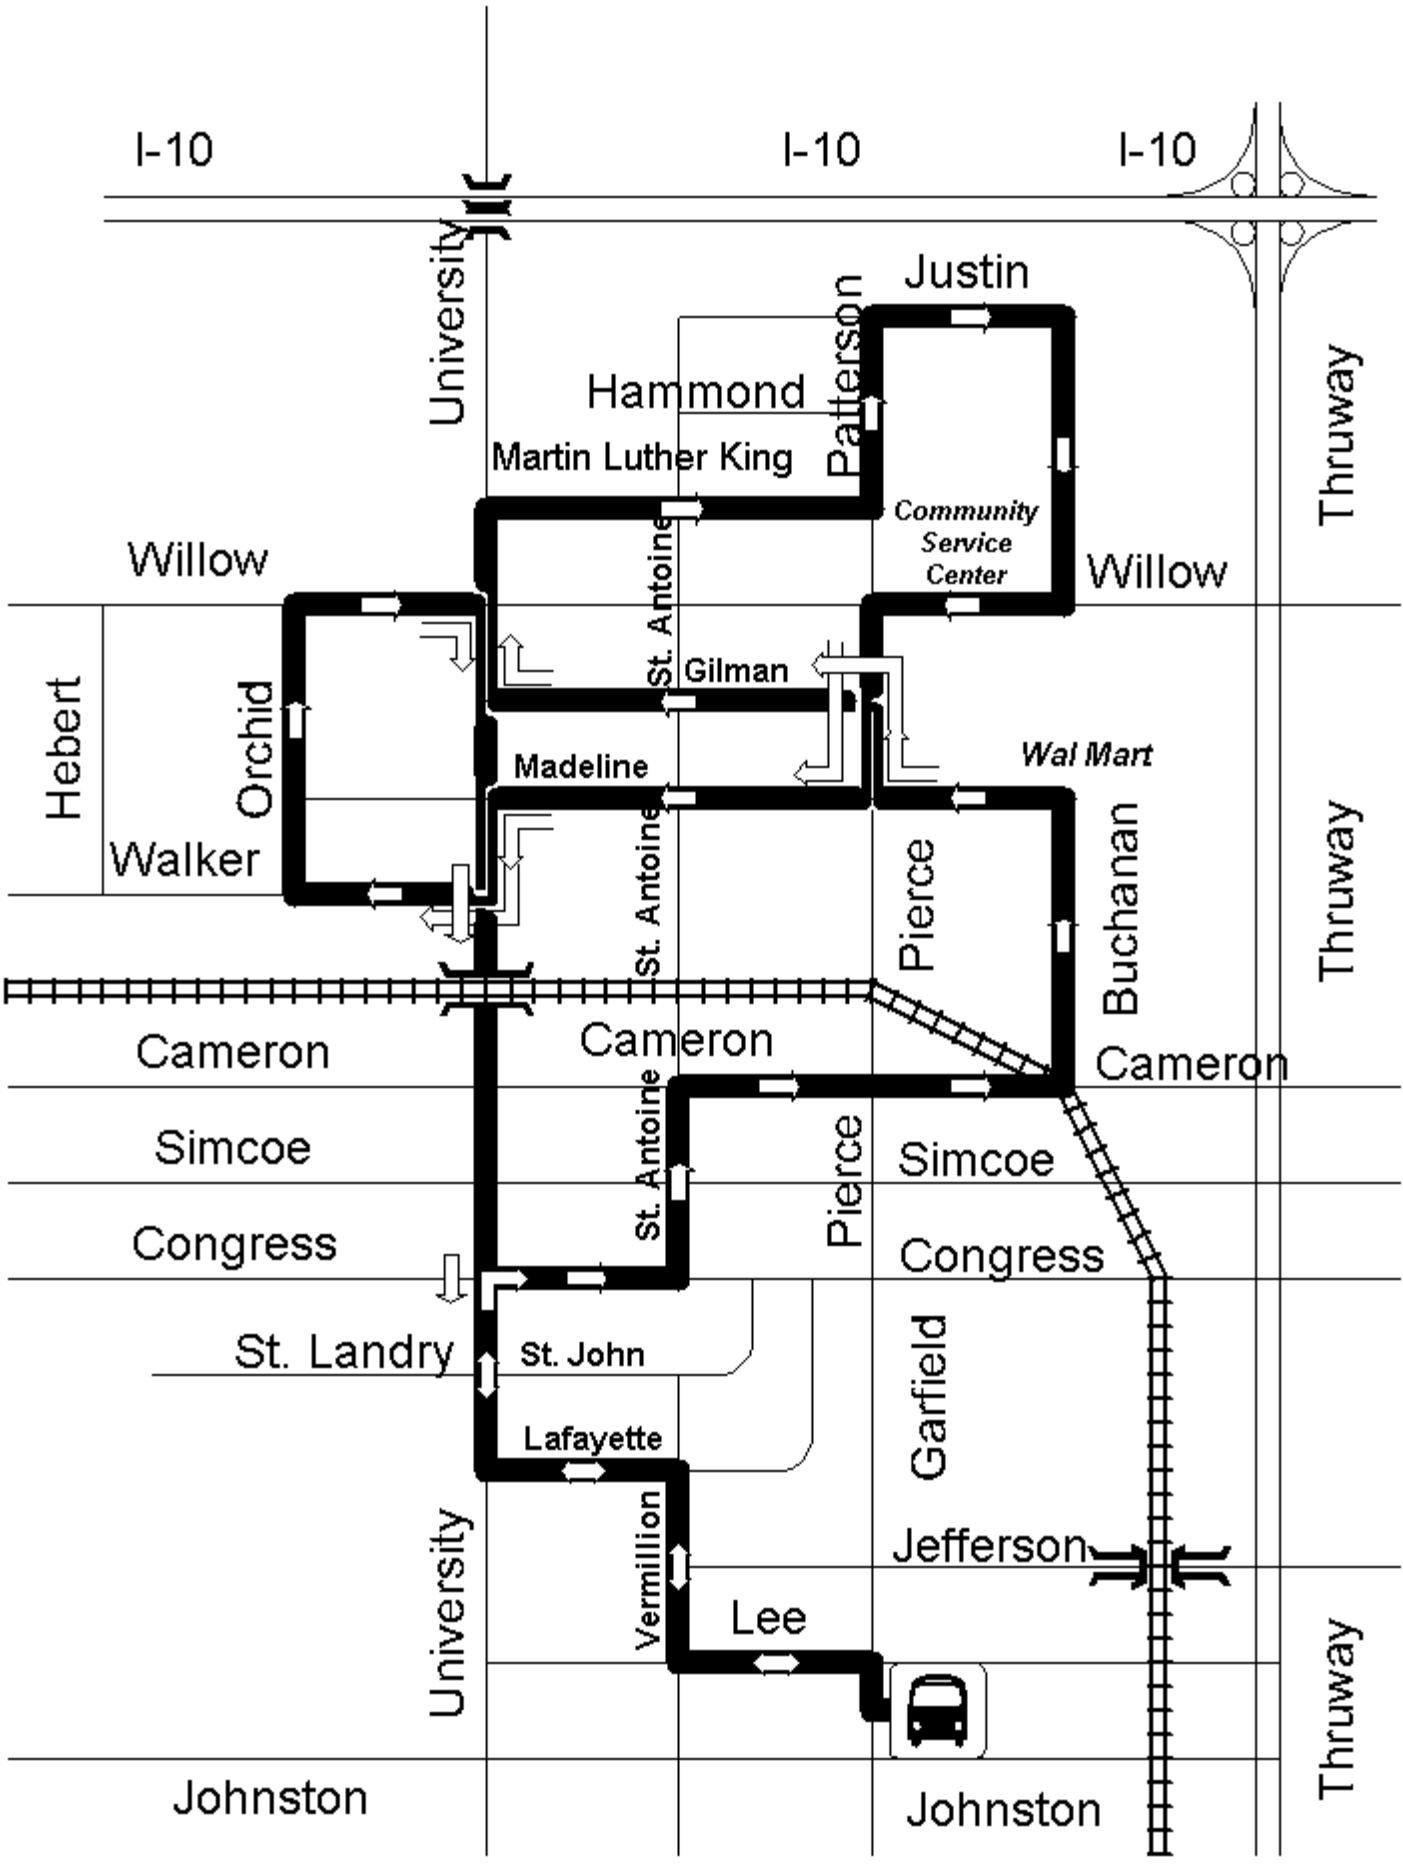 I-10
I-10
I-10
University
Justin
Patterson
Hammond
Thruway
Martin Luther King
Community
Service
Center
Willow
Willow
St. Antoine
Gilman
Hebert
Orchid
Madeline
Wal Mart
Walker
St. Antoine
Pierce
Buchanan
Thruway
Cameron
Cameron
Cameron
Simcoe
St. Antoine
Pierce
Simcoe
Congress
Congress
St. Landry
St. John
Garfield
Lafayette
University
Vermillion
Jefferson
Lee
Thruway
Johnston
Johnston